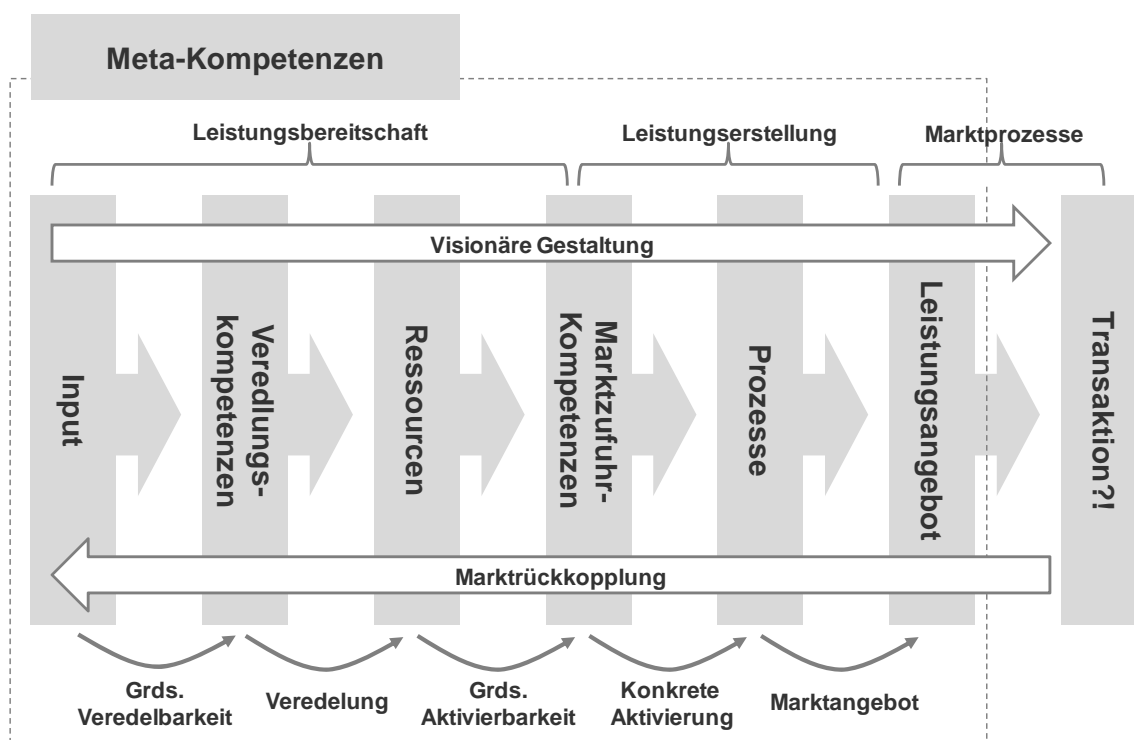 Meta-Kompetenzen
Leistungsbereitschaft
Leistungserstellung
Marktprozesse
Visionäre Gestaltung
Input
Veredlungs-
kompetenzen
Ressourcen
Marktzufuhr-
Kompetenzen
Prozesse
Leistungsangebot
Transaktion?!
Marktrückkopplung
Grds.
Veredelbarkeit
Veredelung
Grds.
Aktivierbarkeit
Konkrete
Aktivierung
Marktangebot